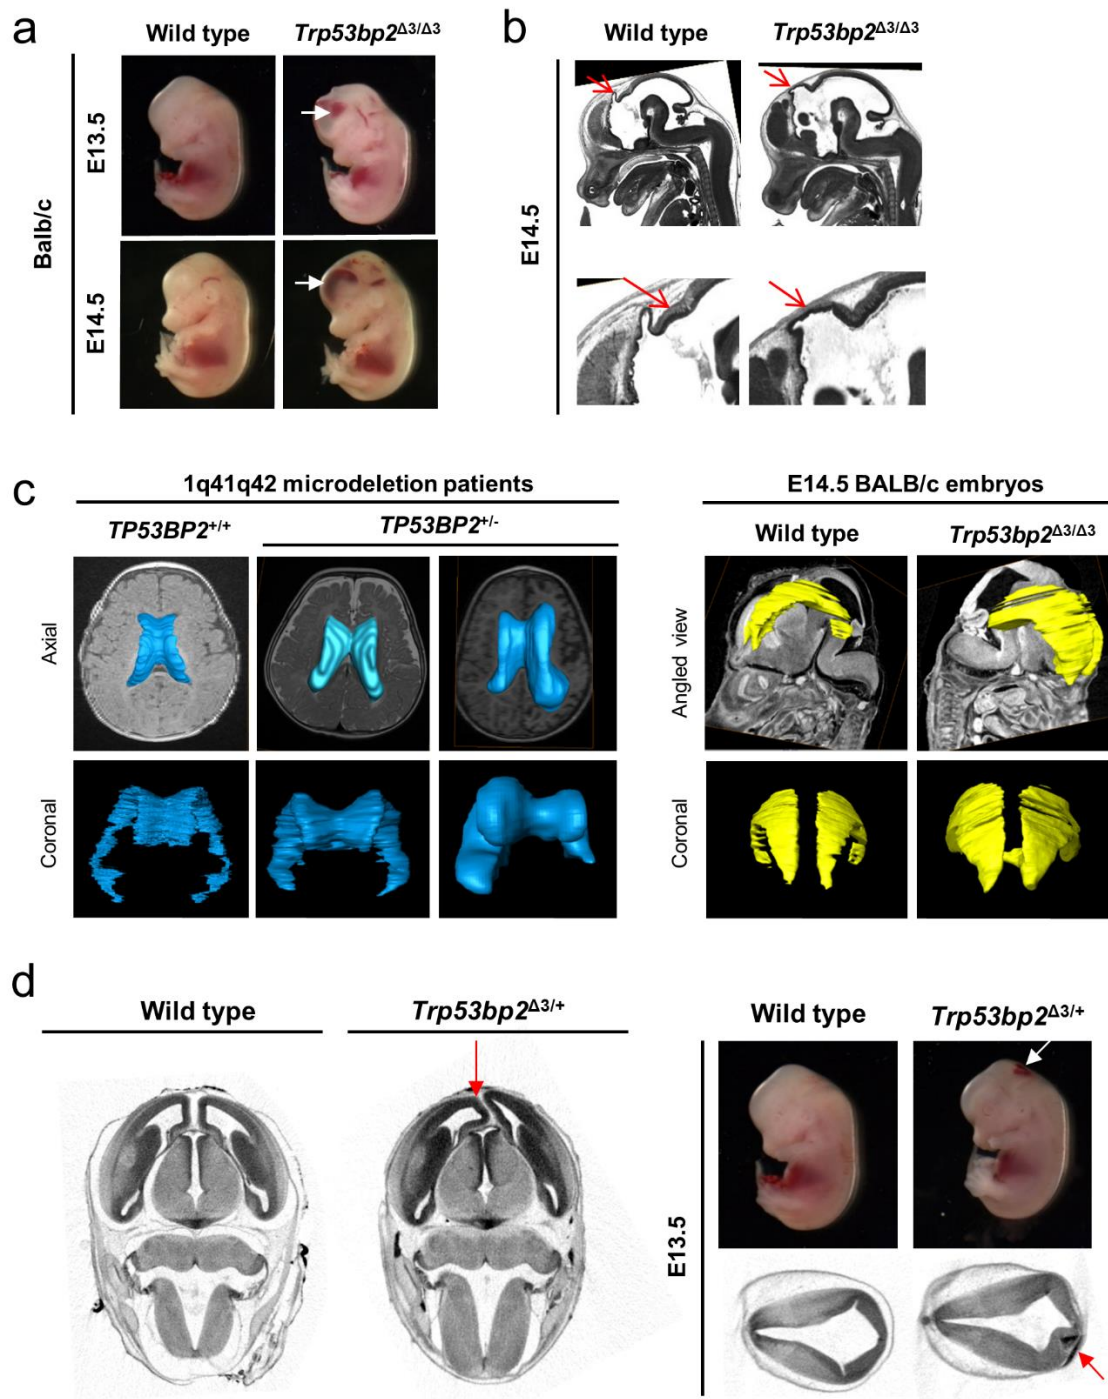 a
Wild type
Trp53bp2Δ3/Δ3
Balb/c
E13.5
E14.5
b
Wild type
Trp53bp2Δ3/Δ3
E14.5
c
1q41q42 microdeletion patients
TP53BP2+/+
TP53BP2+/-
Axial
Coronal
E14.5 BALB/c embryos
Wild type
Trp53bp2Δ3/Δ3
Angled view
Coronal
d
Wild type
Trp53bp2Δ3/+
Wild type
Trp53bp2Δ3/+
E13.5